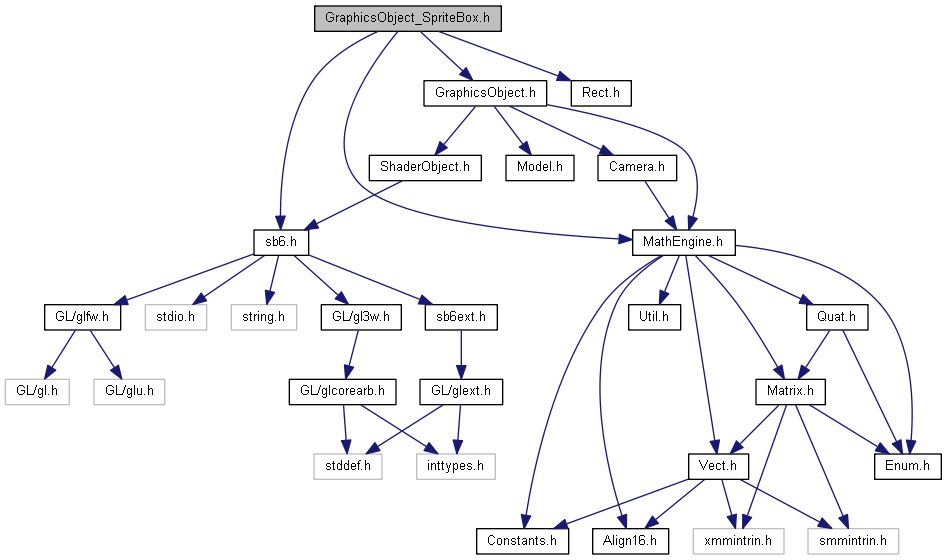 GraphicsObject_SpriteBox.h
GraphicsObject.h
Rect.h
ShaderObject.h
Model.h
Camera.h
sb6.h
MathEngine.h
GL/glfw.h
stdio.h
string.h
GL/gl3w.h
sb6ext.h
Util.h
Quat.h
GL/gl.h
GL/glu.h
GL/glcorearb.h
GL/glext.h
Matrix.h
stddef.h
inttypes.h
Vect.h
Enum.h
Constants.h
Align16.h
xmmintrin.h
smmintrin.h